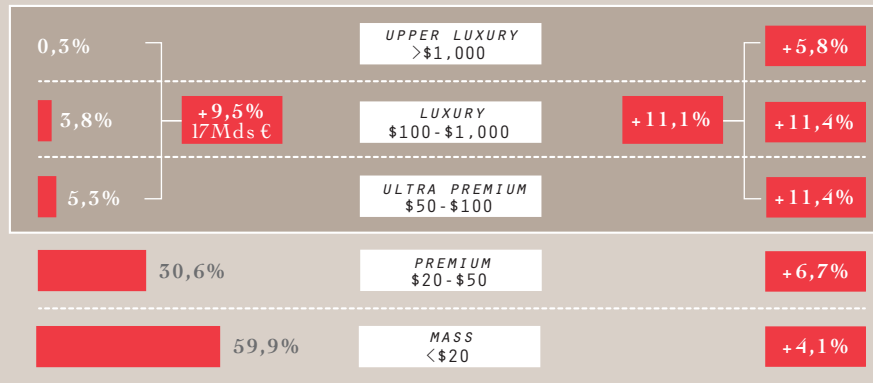 0,3%
UPPER LUXURY
>$1,000
+5,8%
3,8%
+9,5%
17Mds €
LUXURY
$100-$1,000
+11,1%
+11,4%
5,3%
ULTRA PREMIUM
$50-$100
+11,4%
30,6%
PREMIUM
$20-$50
+6,7%
59,9%
MASS
<$20
+4,1%